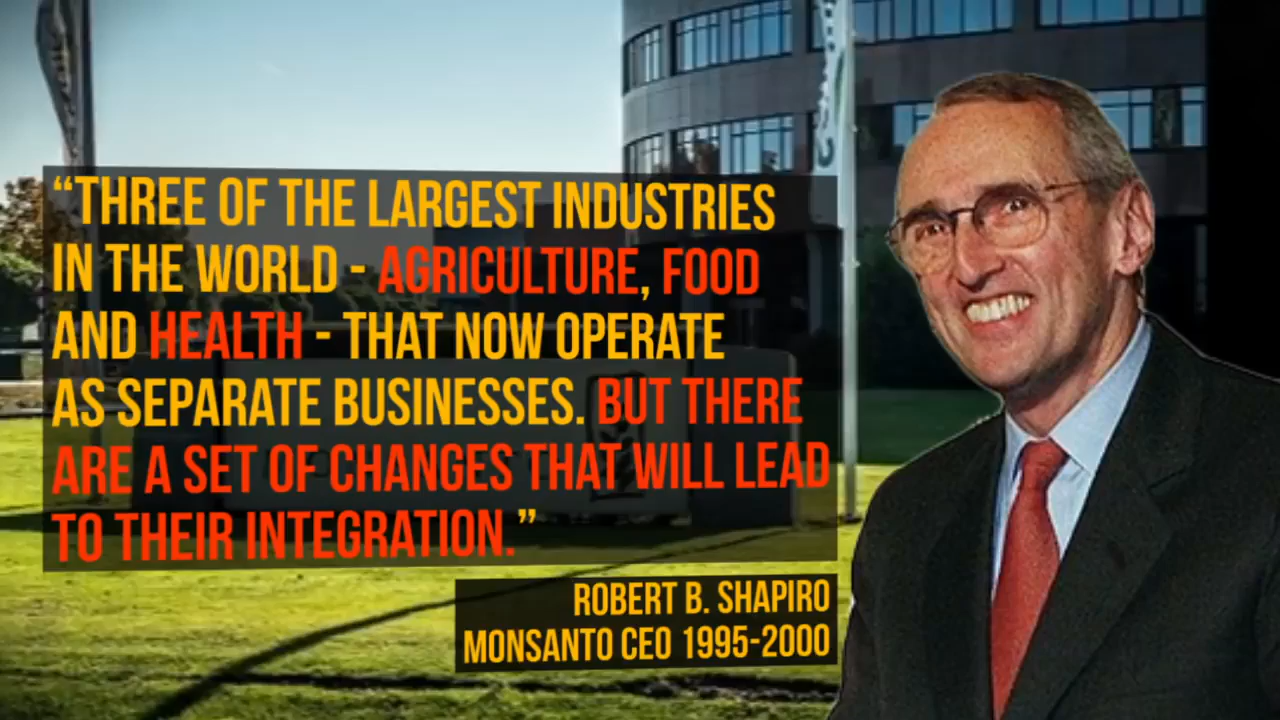 “THREE OF THE LARGEST INDUSTRIES
IN THE WORLD - AGRICULTURE, FOOD
AND HEALTH - THAT NOW OPERATE
AS SEPARATE BUSINESSES. BUT THERE
ARE A SET OF CHANGES THAT WILL LEAD
TO THEIR INTEGRATION.”
ROBERT B. SHAPIRO
MONSANTO CEO 1995-2000